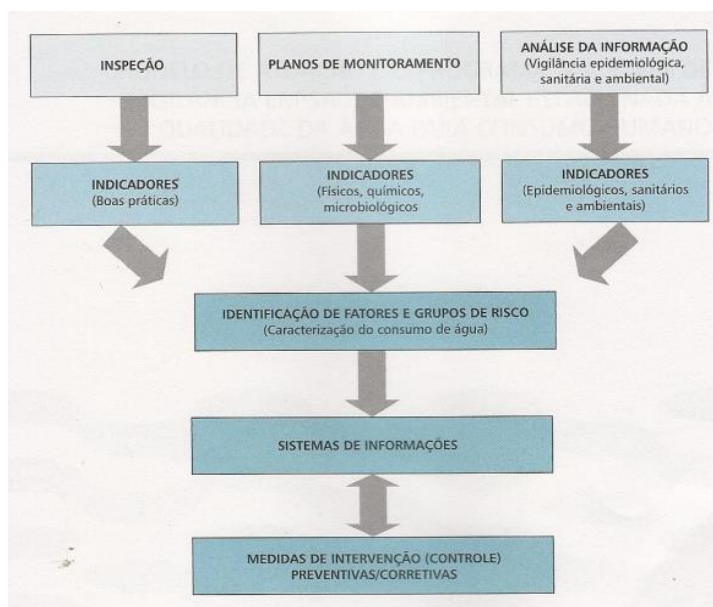 INSPEÇÃO
PLANOS DE MONITORAMENTO
ANÁLISE DA INFORMAÇÃO
(Vigilância epidemiológica,
sanitária e ambiental)
INDICADORES
(Boas práticas)
INDICADORES
(Físicos, químicos,
microbiológicos
INDICADORES
(Epidemiológicos, sanitários
e ambientais)
IDENTIFICAÇÃO DE FATORES E GRUPOS DE RISCO
(Caracterização do consumo de água)
SISTEMAS DE INFORMAÇÕES
MEDIDAS DE INTERVENÇÃO (CONTROLE)
PREVENTIVAS/CORRETIVAS